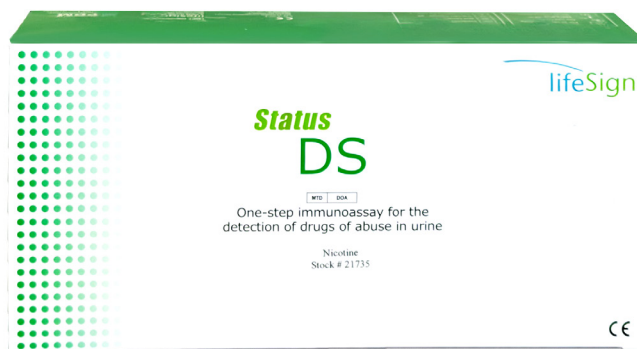 lifeSign
Status
DS
MTD DOA
One-step immunoassay for the
detection of drugs of abuse in urine
Nicotine
Stock # 21735
CE